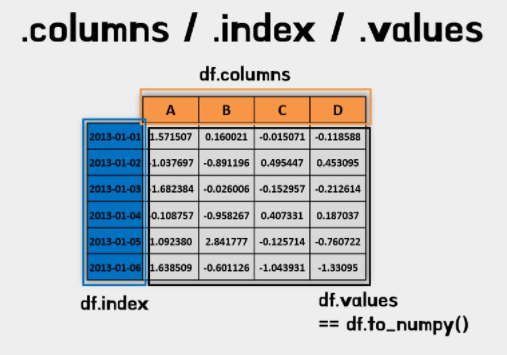 .columns / .index / .values
df.columns
A B C D
2013-01-01 1.571507 0.160021 -0.015071 -0.118588
2013-01-02 -1.037697 -0.891196 0.495447 0.453095
2013-01-03 -1.682384 -0.026006 -0.152957 -0.212614
2013-01-04 -0.108757 -0.958267 0.407331 0.187037
2013-01-05 1.092380 2.841777 -0.125714 -0.760722
2013-01-06 1.638509 -0.601126 -1.043931 -1.33095
df.index
df.values
== df.to_numpy()